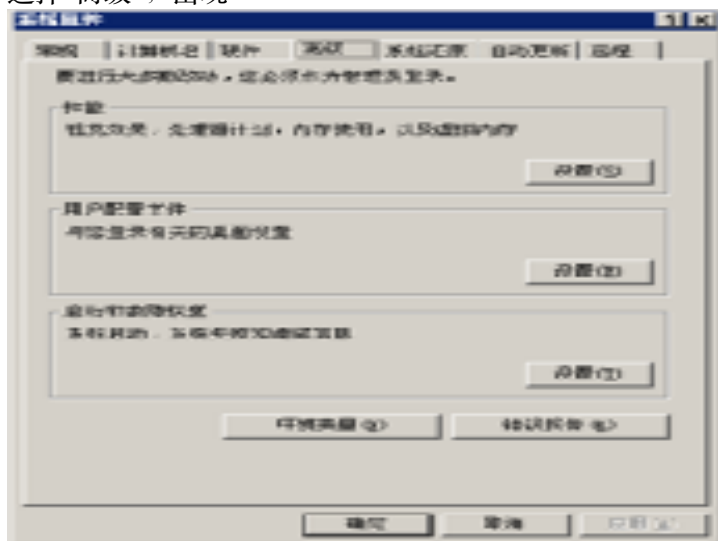 选择"高级"，出现
系统属性
常规 计算机名 硬件 高级 系统还原 自动更新 远程
要进行大多数改动，您必须作为管理员登录。
性能
视觉效果，处理器计划，内存使用，以及虚拟内存
设置(S)
用户配置文件
与您登录有关的桌面设置
设置(E)
启动和故障恢复
系统启动，系统失败和调试信息
设置(T)
环境变量(N) 错误报告(R)
确定 取消 应用(A)